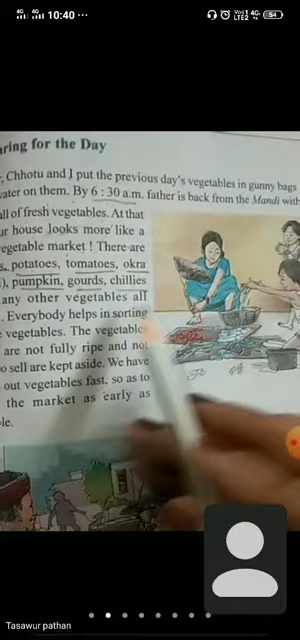 10:40
54
ring for the Day
Chhotu and I put the previous day's vegetables in gunny bags
water on them. By 6 : 30 a.m. father is back from the Mandi with
all of fresh vegetables. At that
ur house looks more like a
egetable market ! There are
s, potatoes, tomatoes, okra
), pumpkin, gourds, chillies
any other vegetables all
. Everybody helps in sorting
vegetables. The vegetables
are not fully ripe and not
o sell are kept aside. We have
out vegetables fast, so as to
the market as early as
le.
Tasawur pathan